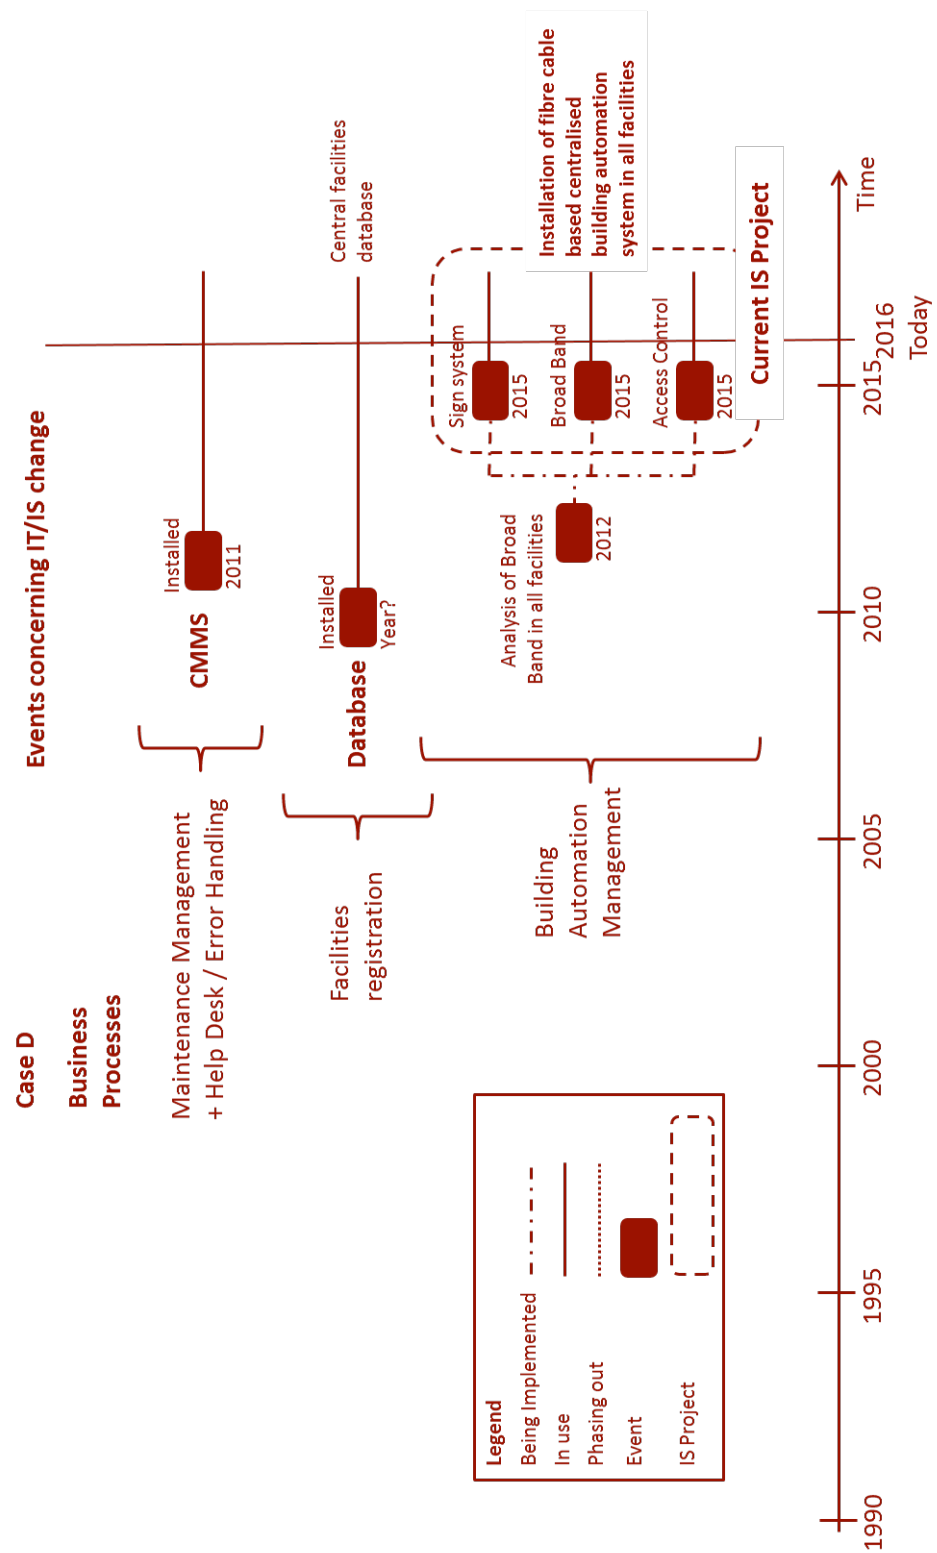 Case D
Business
Processes
Events concerning IT/IS change
Maintenance Management
+ Help Desk / Error Handling
CMMS
Installed
2011
Facilities
registration
Database
Installed
Year?
Central facilities
database
Building
Automation
Management
Analysis of Broad
Band in all facilities
2012
Sign system
2015
Broad Band
2015
Access Control
2015
Installation of fibre cable
based centralised
building automation
system in all facilities
Current IS Project
Legend
Being Implemented
In use
Phasing out
Event
IS Project
1990
1995
2000
2005
2010
2015
2016
Today
Time